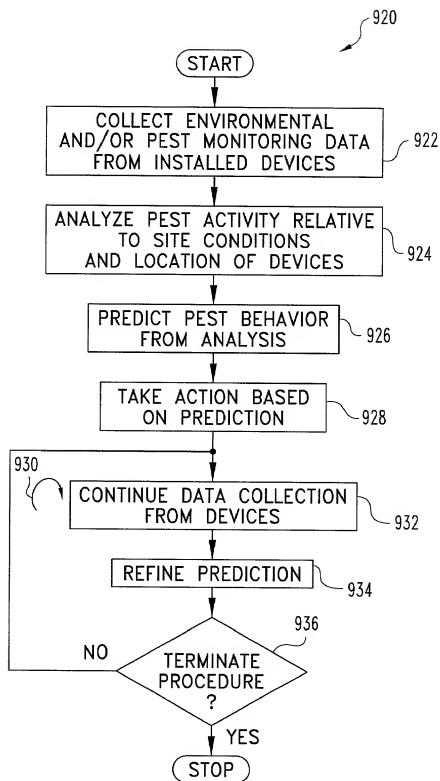 920
START
COLLECT ENVIRONMENTAL
AND/OR PEST MONITORING DATA
FROM INSTALLED DEVICES
922
ANALYZE PEST ACTIVITY RELATIVE
TO SITE CONDITIONS
AND LOCATION OF DEVICES
924
PREDICT PEST BEHAVIOR
FROM ANALYSIS
926
TAKE ACTION BASED
ON PREDICTION
928
930
CONTINUE DATA COLLECTION
FROM DEVICES
932
REFINE PREDICTION
934
936
NO
TERMINATE
PROCEDURE
?
YES
STOP